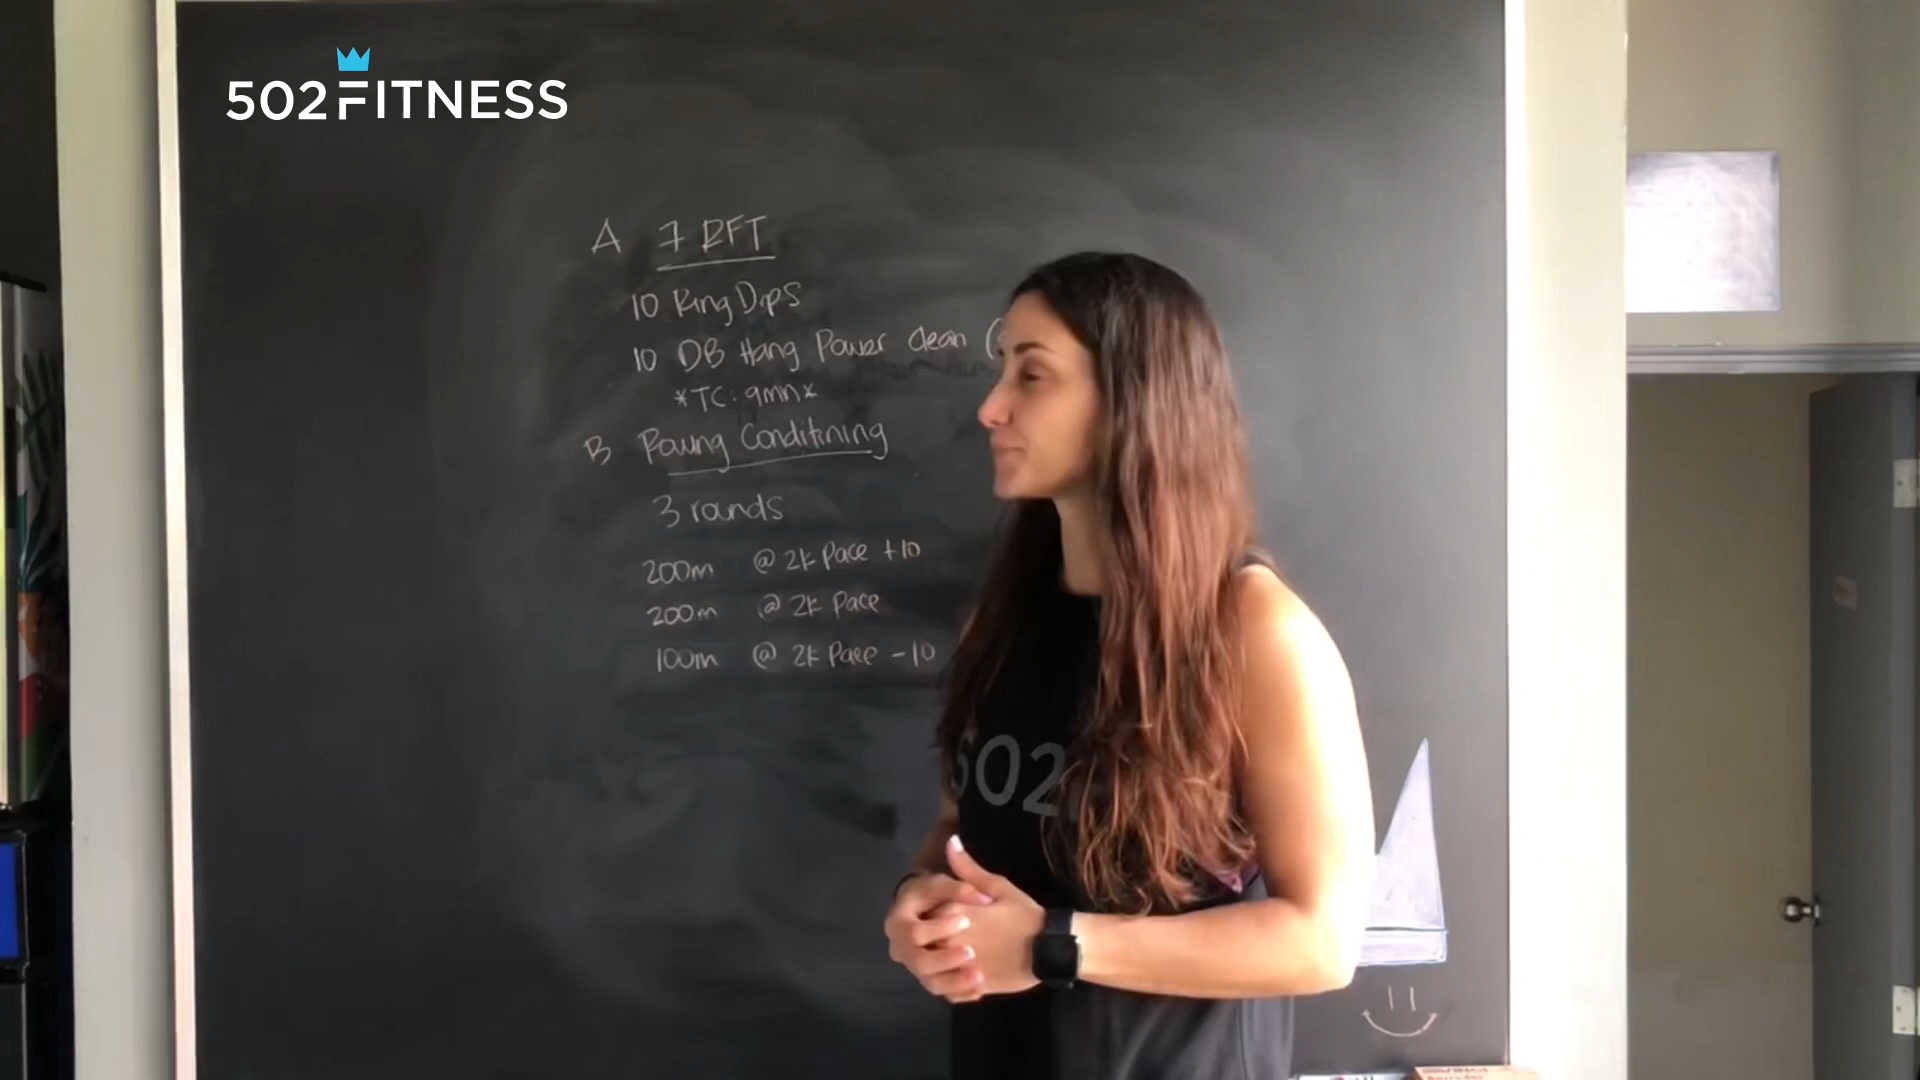 502FITNESS
A 7 RFT
10 Ring Dips
10 DB Hang Power Clean (
*TC: 9min*
B Rowing Conditining
3 rounds
200m @ 2k Pace +10
200m @ 2k Pace
100m @ 2k Pace -10
502